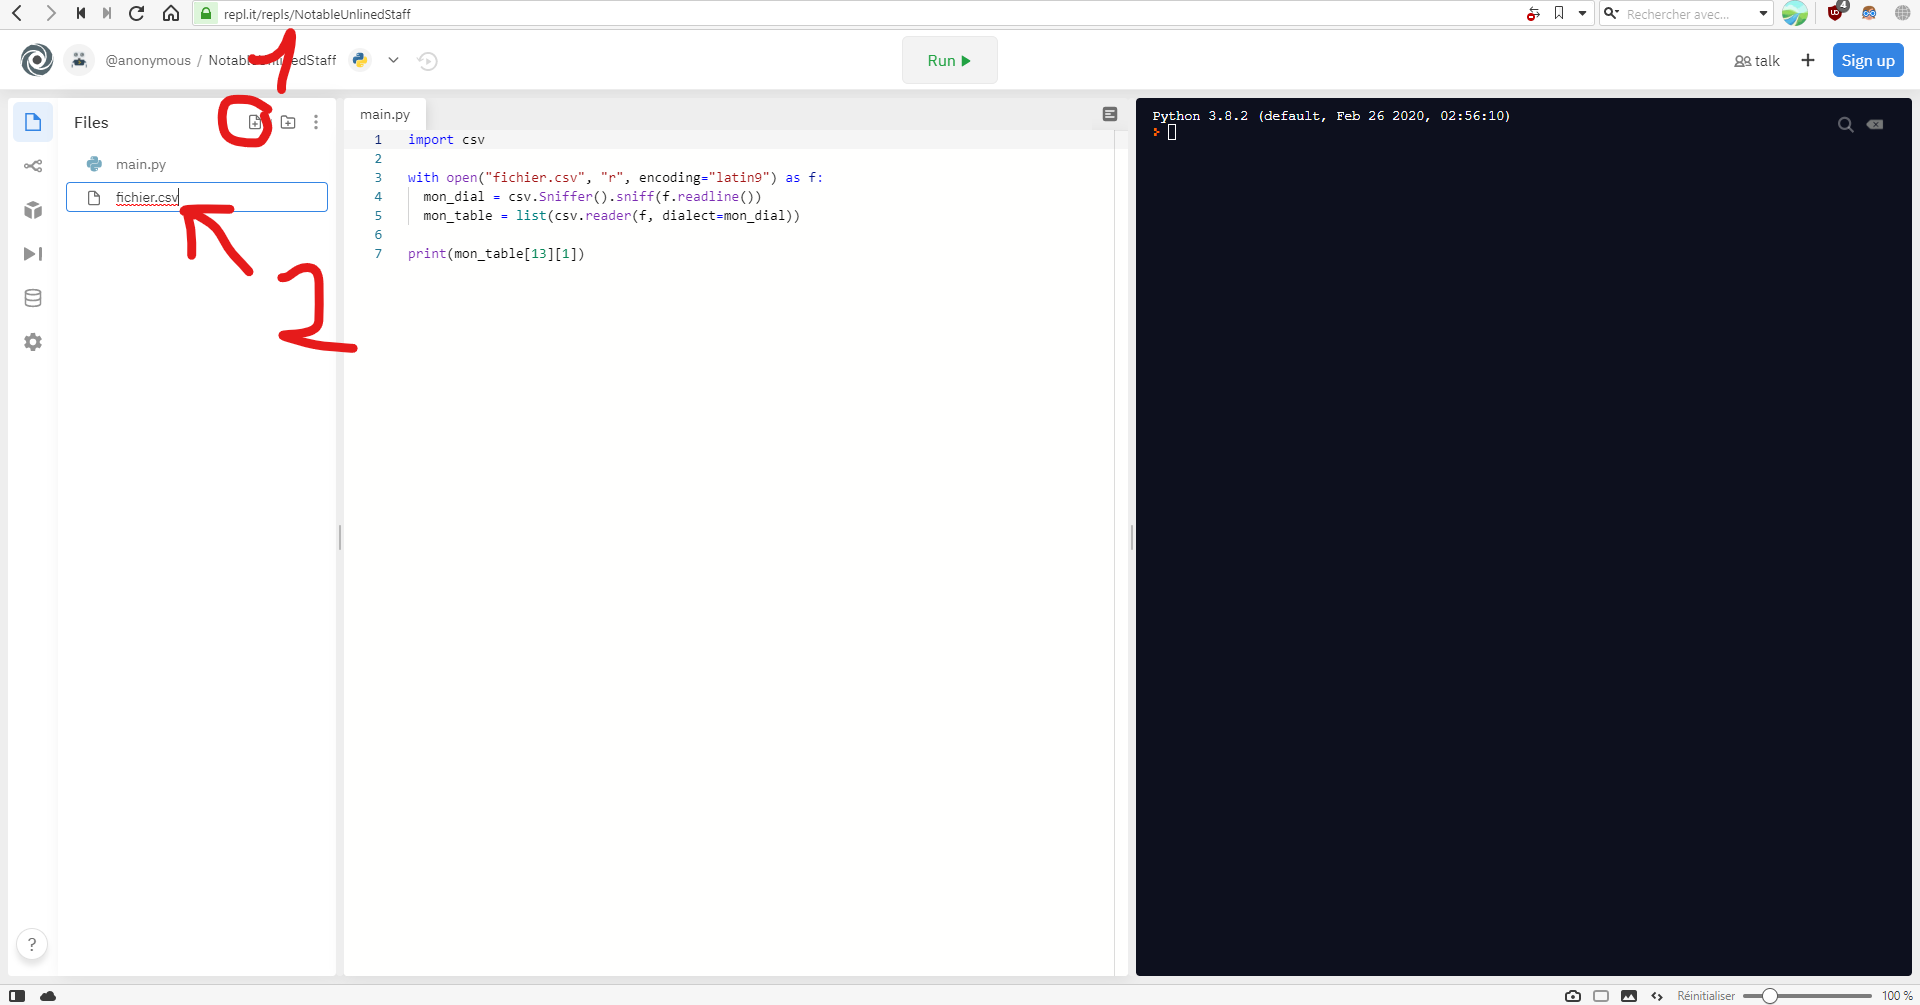 repl.it/repls/NotableUnlinedStaff
Rechercher avec...
4
@anonymous / NotableUnlinedStaff
Run
talk
Sign up
1
Files
main.py
fichier.csv
2
main.py
1 import csv
2
3 with open("fichier.csv", "r", encoding="latin9") as f:
4 mon_dial = csv.Sniffer().sniff(f.readline())
5 mon_table = list(csv.reader(f, dialect=mon_dial))
6
7 print(mon_table[13][1])
Python 3.8.2 (default, Feb 26 2020, 02:56:10)
?
Réinitialiser
100 %